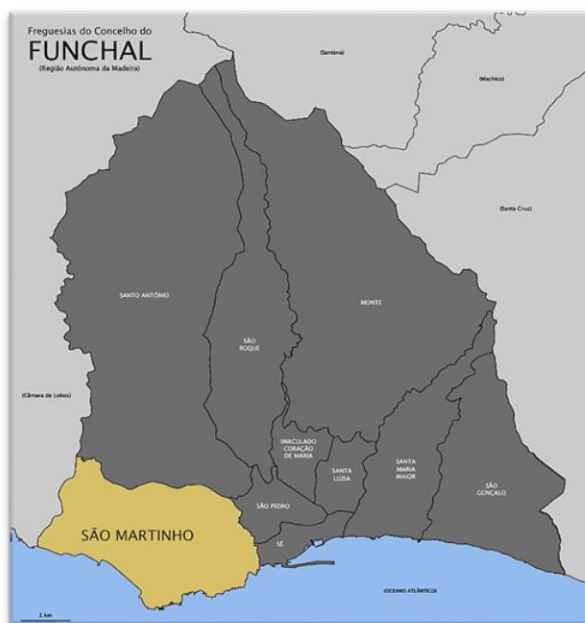 Freguesias do Concelho do
FUNCHAL
(Região Autónoma da Madeira)
(Santana)
(Machico)
(Santa Cruz)
SANTO ANTÓNIO
MONTE
SÃO
ROQUE
(Câmara de Lobos)
IMACULADO
CORAÇÃO
DE MARIA
SANTA
LUZIA
SANTA
MARIA
MAIOR
SÃO
GONÇALO
SÃO PEDRO
SÃO MARTINHO
SÉ
(OCEANO ATLÂNTICO)
1 km